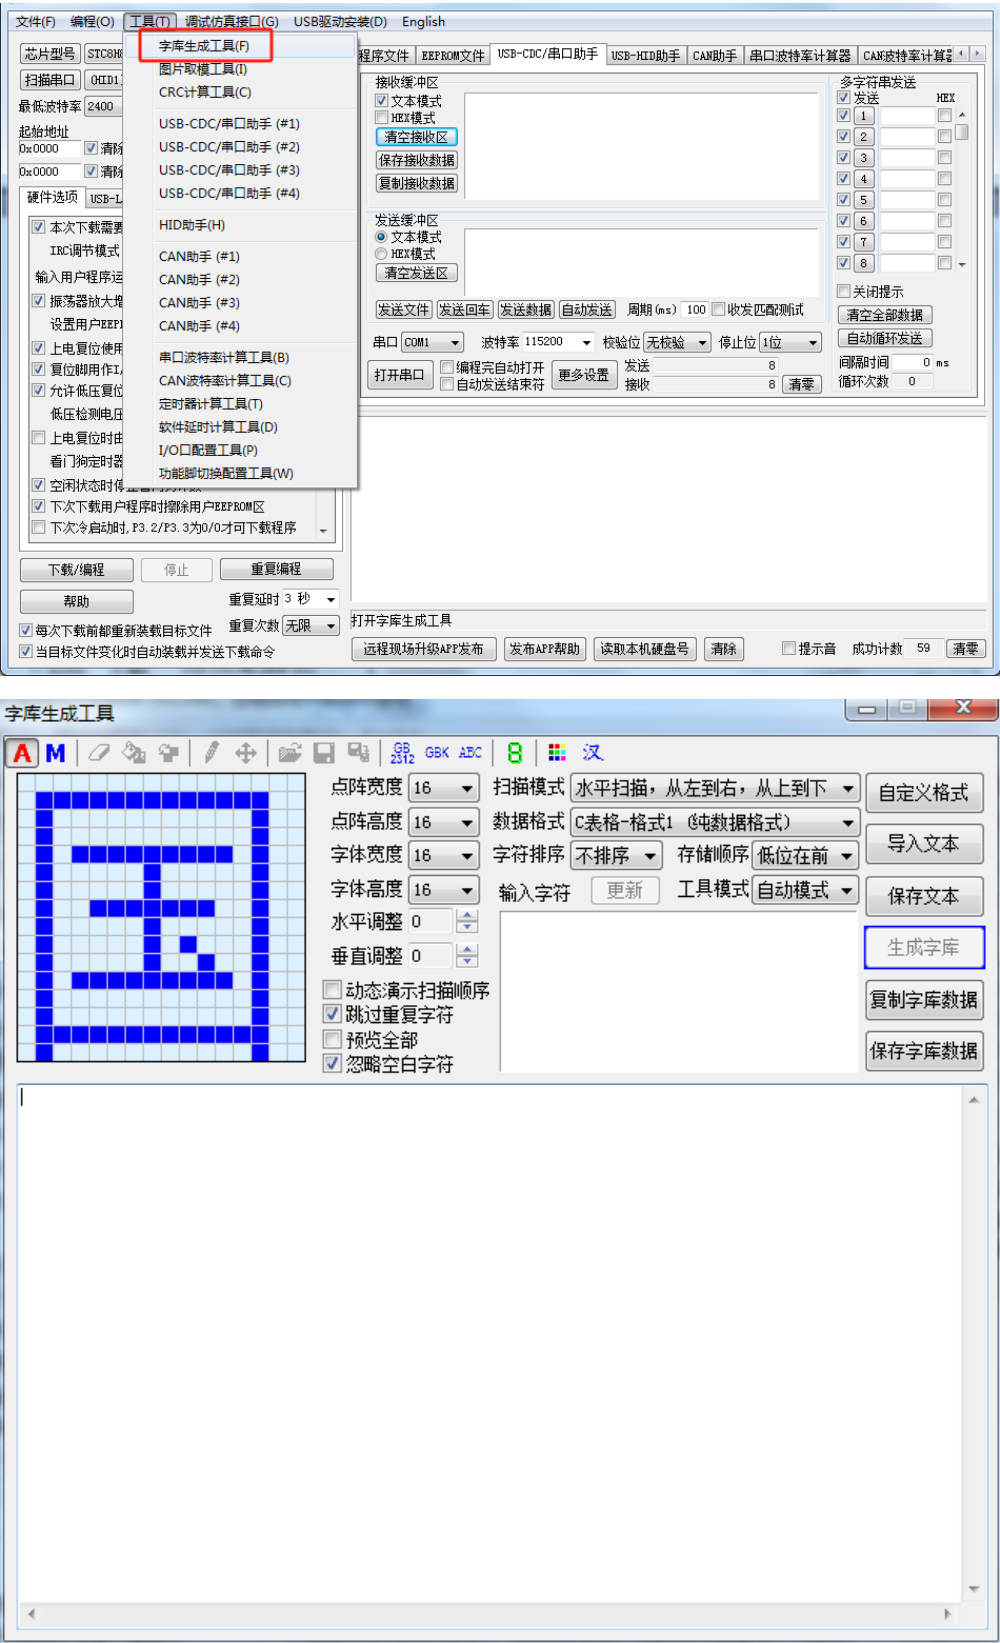 文件(F) 编程(O) 工具(T) 调试仿真接口(G) USB驱动安装(D) English
字库生成工具(F)
图片取模工具(I)
CRC计算工具(C)
USB-CDC/串口助手 (#1)
USB-CDC/串口助手 (#2)
USB-CDC/串口助手 (#3)
USB-CDC/串口助手 (#4)
HID助手(H)
CAN助手 (#1)
CAN助手 (#2)
CAN助手 (#3)
CAN助手 (#4)
串口波特率计算工具(B)
CAN波特率计算工具(C)
定时器计算工具(T)
软件延时计算工具(D)
I/O口配置工具(P)
功能脚切换配置工具(W)
芯片型号 STC8H
扫描串口 (HID1)
最低波特率 2400
起始地址
0x0000 清除
0x0000 清除
硬件选项 USB-L
本次下载需要
IRC调节模式
输入用户程序运
振荡器放大增
设置用户EEP
上电复位使用
复位脚用作I/
允许低压复位
低压检测电压
上电复位时由
看门狗定时器
空闲状态时停止看门狗计数
下次下载用户程序时擦除用户EEPROM区
下次冷启动时,P3.2/P3.3为0/0才可下载程序
下载/编程 停止 重复编程
帮助 重复延时 3 秒
每次下载前都重新装载目标文件 重复次数 无限
当目标文件变化时自动装载并发送下载命令
程序文件 EEPROM文件 USB-CDC/串口助手 USB-HID助手 CAN助手 串口波特率计算器 CAN波特率计算器
接收缓冲区
文本模式
HEX模式
清空接收区
保存接收数据
复制接收数据
发送缓冲区
文本模式
HEX模式
清空发送区
发送文件 发送回车 发送数据 自动发送 周期(ms) 100 收发匹配测试
串口 COM1 波特率 115200 校验位 无校验 停止位 1位
打开串口 编程完自动打开 自动发送结束符 更多设置 发送 8
接收 8 清零
多字符串发送
发送 HEX
1
2
3
4
5
6
7
8
关闭提示
清空全部数据
自动循环发送
间隔时间 0 ms
循环次数 0
打开字库生成工具
远程现场升级APP发布 发布APP帮助 读取本机硬盘号 清除 提示音 成功计数 59 清零
字库生成工具
A M GB2312 GBK ABC 8 汉
点阵宽度 16 扫描模式 水平扫描，从左到右，从上到下 自定义格式
点阵高度 16 数据格式 C表格-格式1 (纯数据格式) 导入文本
字体宽度 16 字符排序 不排序 存储顺序 低位在前
字体高度 16 输入字符 更新 工具模式 自动模式 保存文本
水平调整 0
垂直调整 0 生成字库
动态演示扫描顺序
跳过重复字符 复制字库数据
预览全部
忽略空白字符 保存字库数据
国